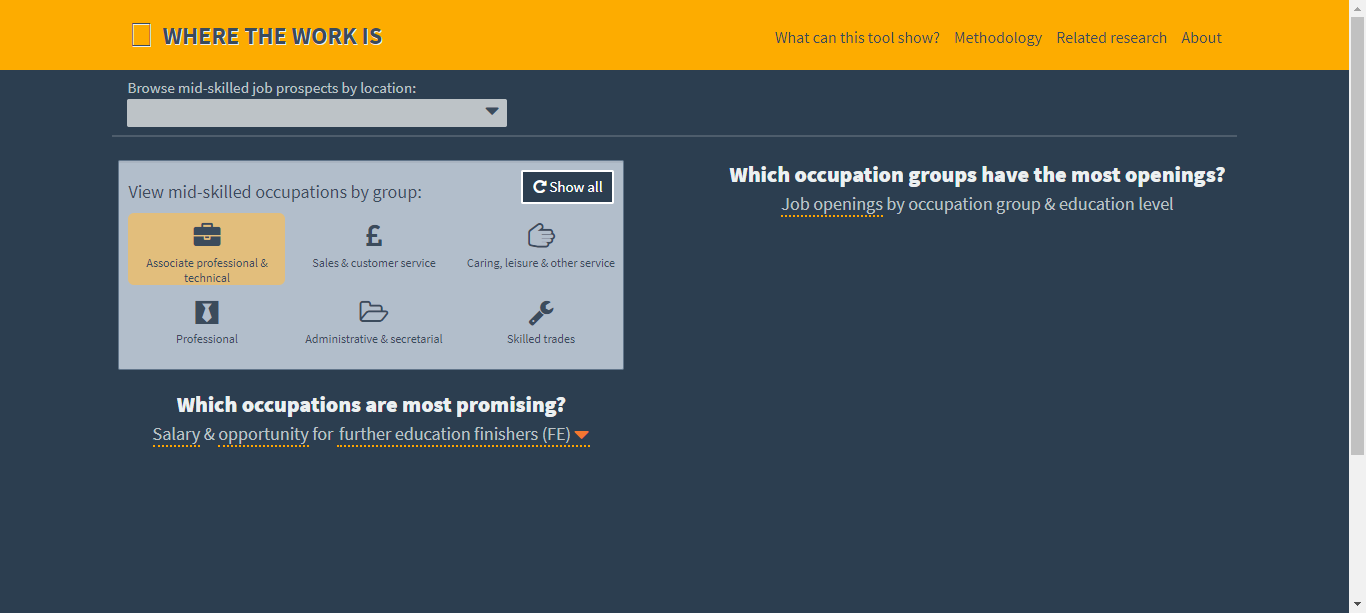 WHERE THE WORK IS
What can this tool show? Methodology Related research About
Browse mid-skilled job prospects by location:
View mid-skilled occupations by group:
Show all
Associate professional &
technical
Sales & customer service
Caring, leisure & other service
Professional
Administrative & secretarial
Skilled trades
Which occupations are most promising?
Salary & opportunity for further education finishers (FE)
Which occupation groups have the most openings?
Job openings by occupation group & education level